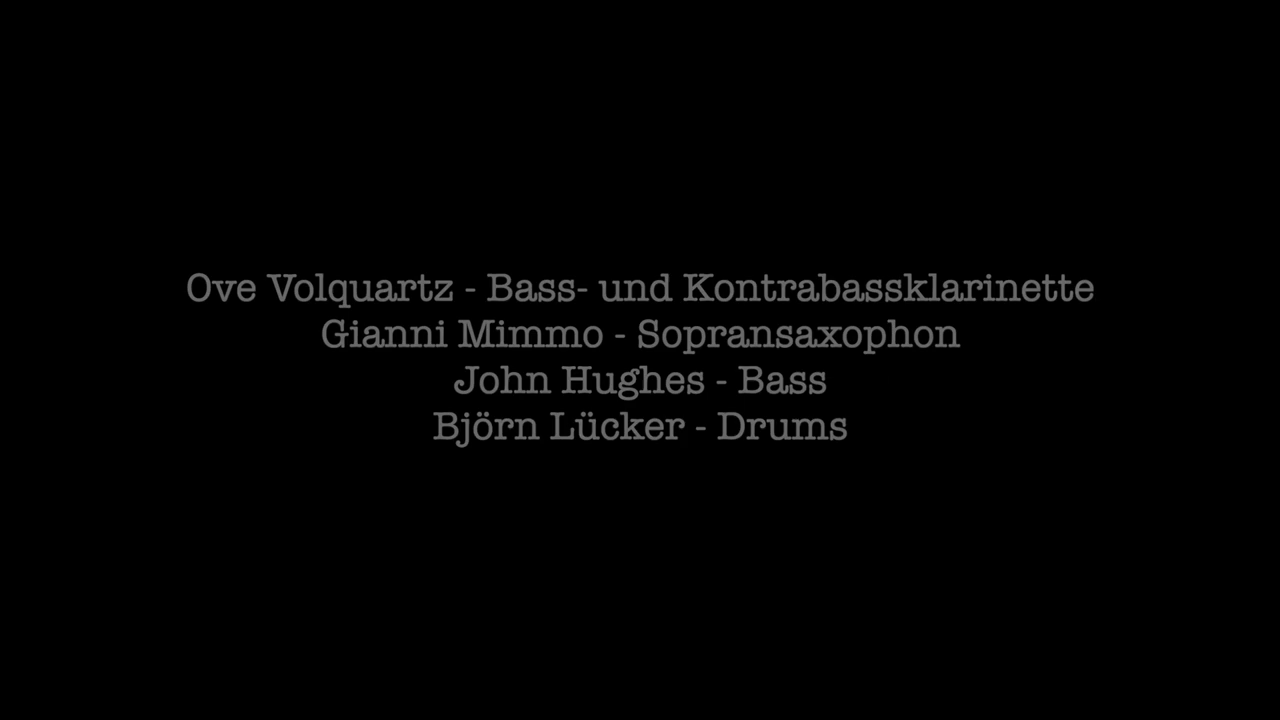 Ove Volquartz - Bass- und Kontrabassklarinette
Gianni Mimmo - Sopransaxophon
John Hughes - Bass
Björn Lücker - Drums